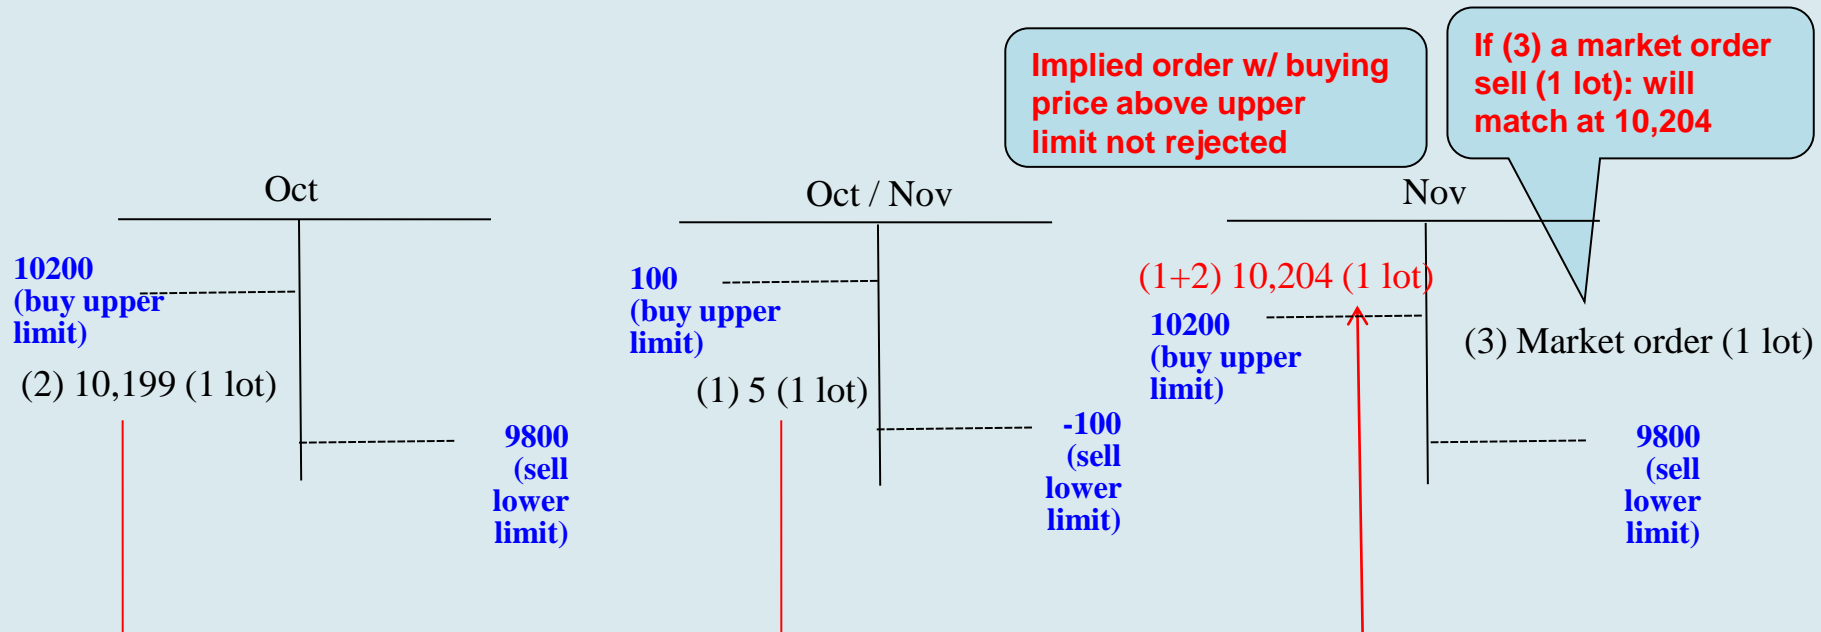 Implied order w/ buying
price above upper
limit not rejected
If (3) a market order
sell (1 lot): will
match at 10,204
Oct
10200
(buy upper
limit)
(2) 10,199 (1 lot)
9800
(sell
lower
limit)
Oct / Nov
100
(buy upper
limit)
(1) 5 (1 lot)
-100
(sell
lower
limit)
Nov
(1+2) 10,204 (1 lot)
10200
(buy upper
limit)
(3) Market order (1 lot)
9800
(sell
lower
limit)